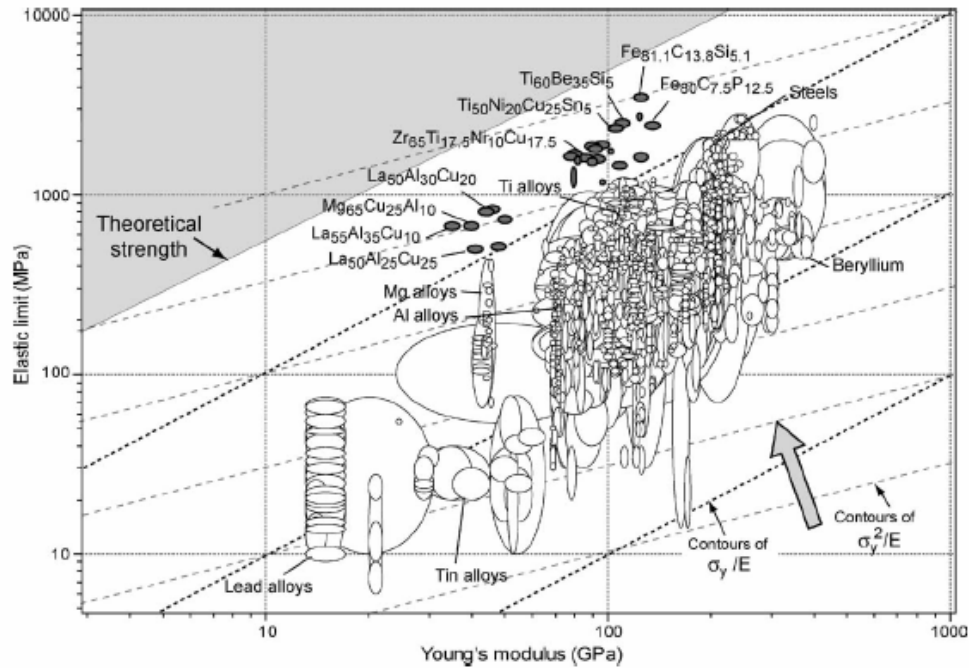 10000
1000
100
10
Elastic limit (MPa)
Theoretical
strength
Fe81.1C13.8Si5.1
Ti60Be35Si5
Fe80C7.5P12.5
Ti50Ni20Cu25Sn5
Steels
Zr65Ti17.5Nr10Cu17.5
La50Al30Cu20
Ti alloys
Mg65Cu25Al10
La55Al35Cu10
La50Al25Cu25
Beryllium
Mg alloys
Al alloys
Lead alloys
Tin alloys
Contours of
σy /E
Contours of
σy²/E
10
100
1000
Young's modulus (GPa)